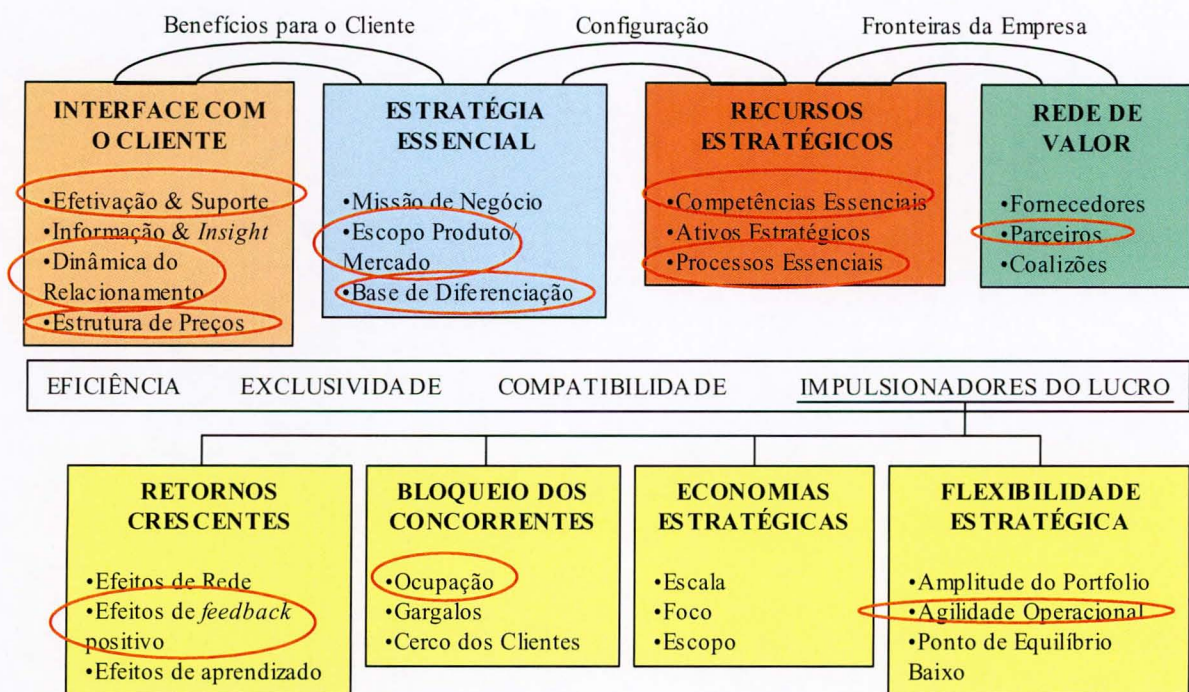 Benefícios para o Cliente
Configuração
Fronteiras da Empresa
INTERFACE COM
O CLIENTE
•Efetivação & Suporte
•Informação & Insight
•Dinâmica do
Relacionamento
•Estrutura de Preços
ESTRATÉGIA
ESSENCIAL
•Missão de Negócio
•Escopo Produto/
Mercado
•Base de Diferenciação
RECURSOS
ESTRATÉGICOS
•Competências Essenciais
•Ativos Estratégicos
•Processos Essenciais
REDE DE
VALOR
•Fornecedores
•Parceiros
•Coalizões
EFICIÊNCIA EXCLUSIVIDADE COMPATIBILIDADE IMPULSIONADORES DO LUCRO
RETORNOS
CRESCENTES
•Efeitos de Rede
•Efeitos de feedback
positivo
•Efeitos de aprendizado
BLOQUEIO DOS
CONCORRENTES
•Ocupação
•Gargalos
•Cerco dos Clientes
ECONOMIAS
ESTRATÉGICAS
•Escala
•Foco
•Escopo
FLEXIBILIDADE
ESTRATÉGICA
•Amplitude do Portfolio
•Agilidade Operacional
•Ponto de Equilíbrio
Baixo